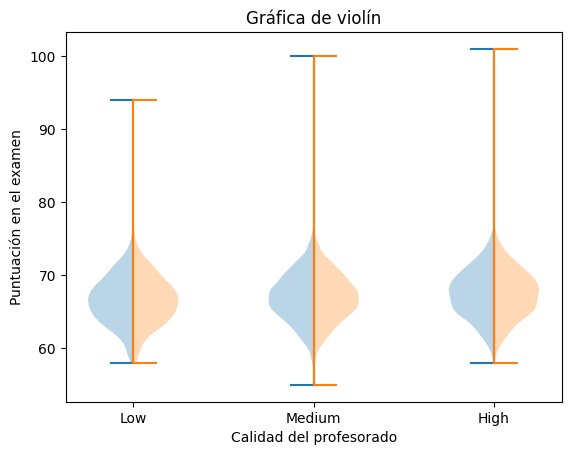 Gráfica de violín
Puntuación en el examen
100
90
80
70
60
Low Medium High
Calidad del profesorado